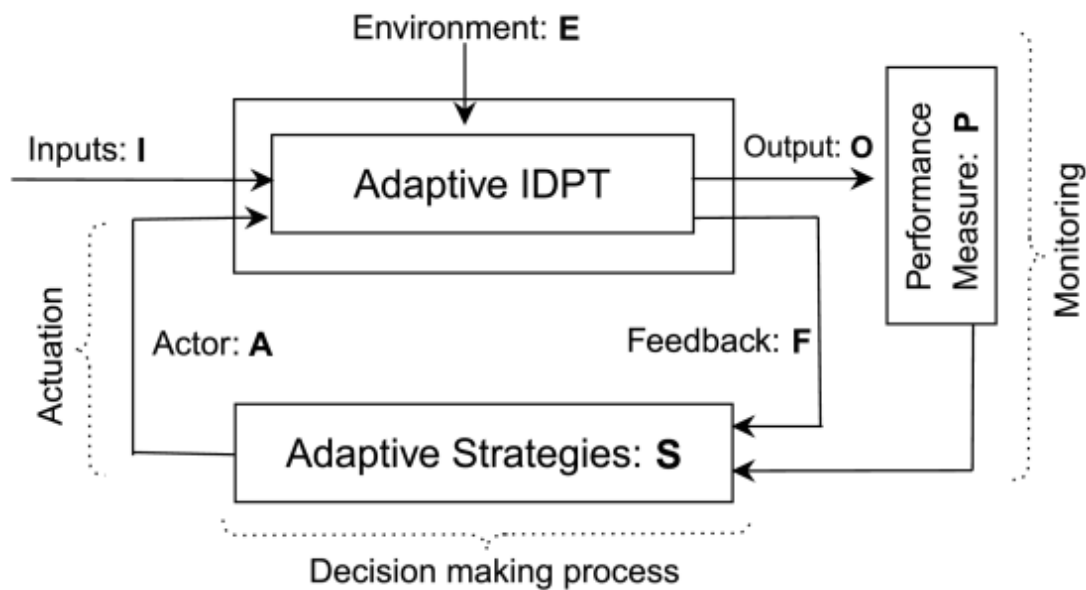 Environment: E
Inputs: I
Adaptive IDPT
Output: O
Performance
Measure: P
Monitoring
Actuation
Actor: A
Feedback: F
Adaptive Strategies: S
Decision making process